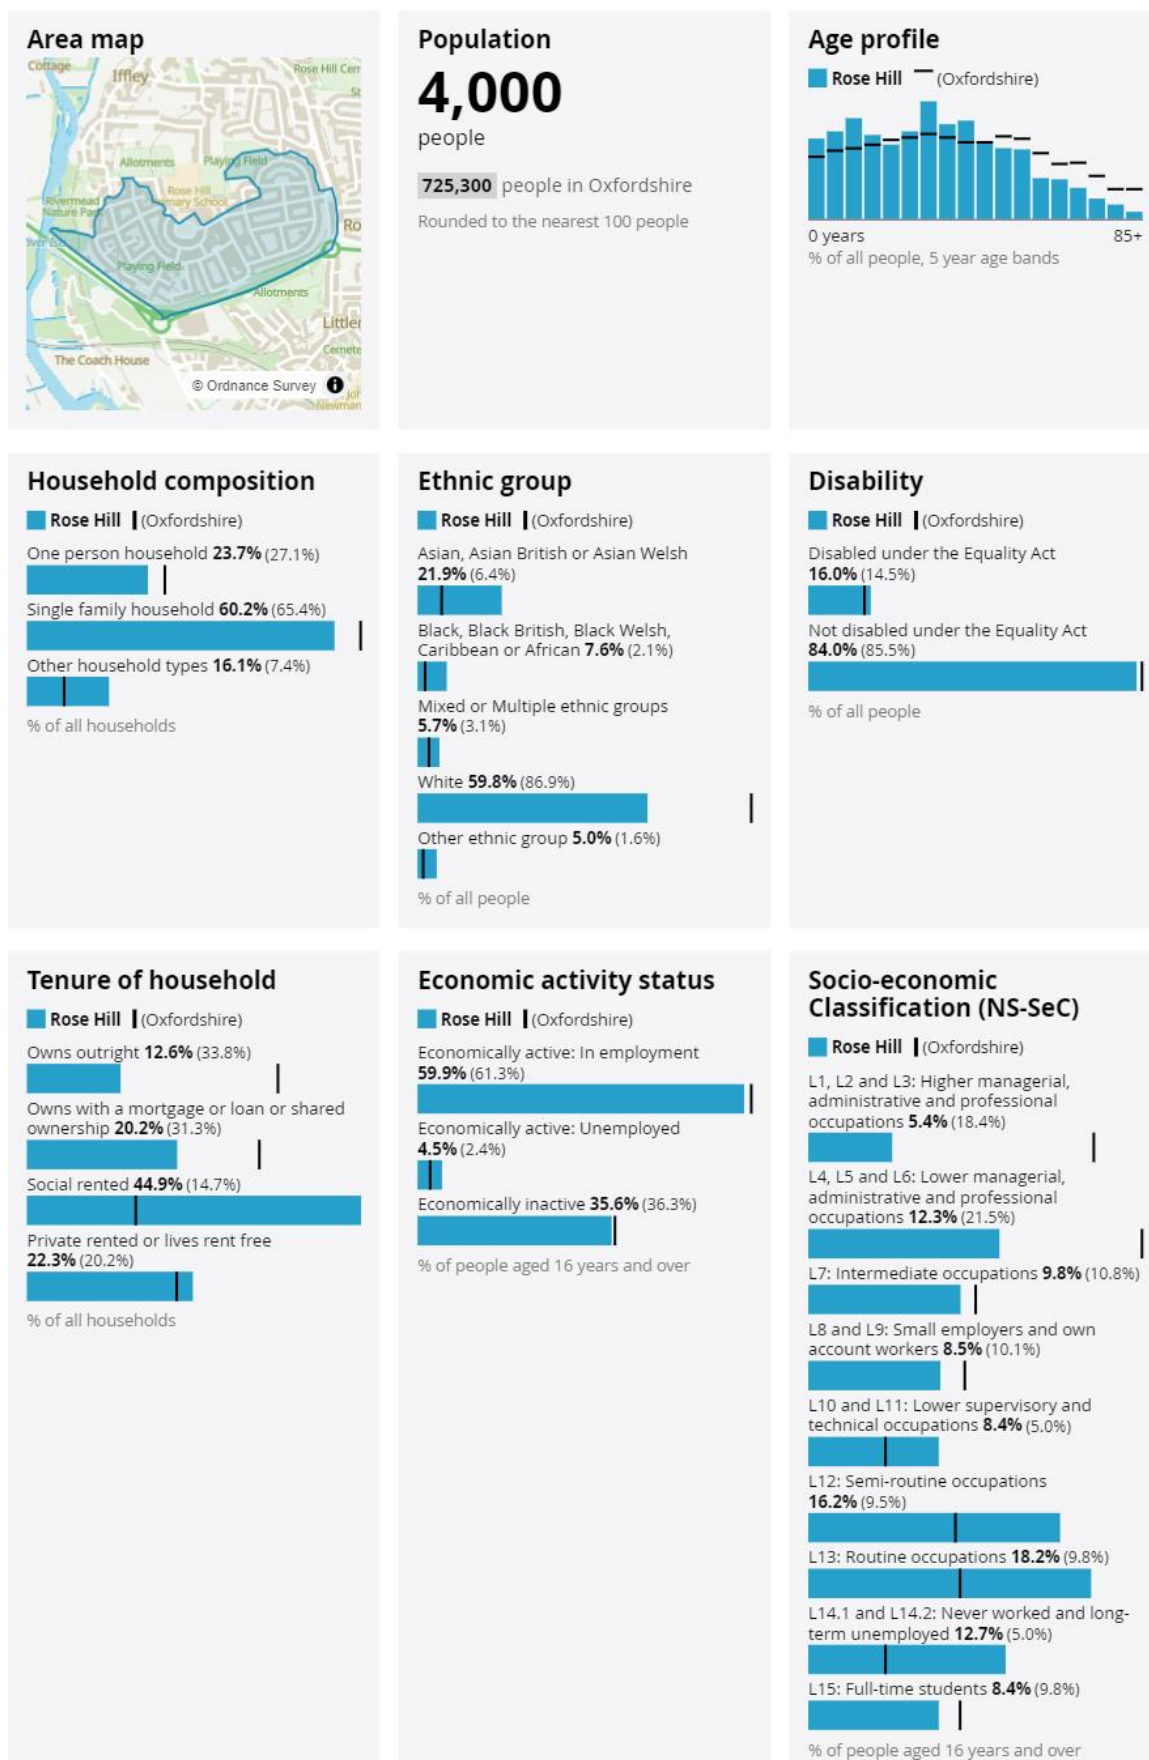 Area map
Cottage
Iffley
Rose Hill Cem
Allotments
Playing Field
Rose Hill
mary School
Rivermead
Nature Par
Ro
Playing Field
Allotments
Littler
Cemete
The Coach House
© Ordnance Survey
Newman
Population
4,000
people
725,300 people in Oxfordshire
Rounded to the nearest 100 people
Age profile
Rose Hill (Oxfordshire)
0 years 85+
% of all people, 5 year age bands
Household composition
Rose Hill (Oxfordshire)
One person household 23.7% (27.1%)
Single family household 60.2% (65.4%)
Other household types 16.1% (7.4%)
% of all households
Ethnic group
Rose Hill (Oxfordshire)
Asian, Asian British or Asian Welsh
21.9% (6.4%)
Black, Black British, Black Welsh,
Caribbean or African 7.6% (2.1%)
Mixed or Multiple ethnic groups
5.7% (3.1%)
White 59.8% (86.9%)
Other ethnic group 5.0% (1.6%)
% of all people
Disability
Rose Hill (Oxfordshire)
Disabled under the Equality Act
16.0% (14.5%)
Not disabled under the Equality Act
84.0% (85.5%)
% of all people
Tenure of household
Rose Hill (Oxfordshire)
Owns outright 12.6% (33.8%)
Owns with a mortgage or loan or shared
ownership 20.2% (31.3%)
Social rented 44.9% (14.7%)
Private rented or lives rent free
22.3% (20.2%)
% of all households
Economic activity status
Rose Hill (Oxfordshire)
Economically active: In employment
59.9% (61.3%)
Economically active: Unemployed
4.5% (2.4%)
Economically inactive 35.6% (36.3%)
% of people aged 16 years and over
Socio-economic
Classification (NS-SeC)
Rose Hill (Oxfordshire)
L1, L2 and L3: Higher managerial,
administrative and professional
occupations 5.4% (18.4%)
L4, L5 and L6: Lower managerial,
administrative and professional
occupations 12.3% (21.5%)
L7: Intermediate occupations 9.8% (10.8%)
L8 and L9: Small employers and own
account workers 8.5% (10.1%)
L10 and L11: Lower supervisory and
technical occupations 8.4% (5.0%)
L12: Semi-routine occupations
16.2% (9.5%)
L13: Routine occupations 18.2% (9.8%)
L14.1 and L14.2: Never worked and long-
term unemployed 12.7% (5.0%)
L15: Full-time students 8.4% (9.8%)
% of people aged 16 years and over